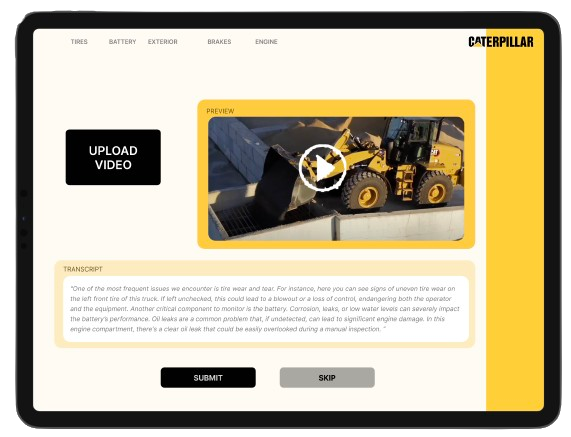 TIRES BATTERY EXTERIOR BRAKES ENGINE
CATERPILLAR
PREVIEW
UPLOAD
VIDEO
TRANSCRIPT
"One of the most frequent issues we encounter is tire wear and tear. For instance, here you can see signs of uneven tire wear on
the left front tire of this truck. If left unchecked, this could lead to a blowout or a loss of control, endangering both the operator
and the equipment. Another critical component to monitor is the battery. Corrosion, leaks, or low water levels can severely impact
the battery's performance. Oil leaks are a common problem that, if undetected, can lead to significant engine damage. In this
engine compartment, there's a clear oil leak that could be easily overlooked during a manual inspection. "
SUBMIT SKIP